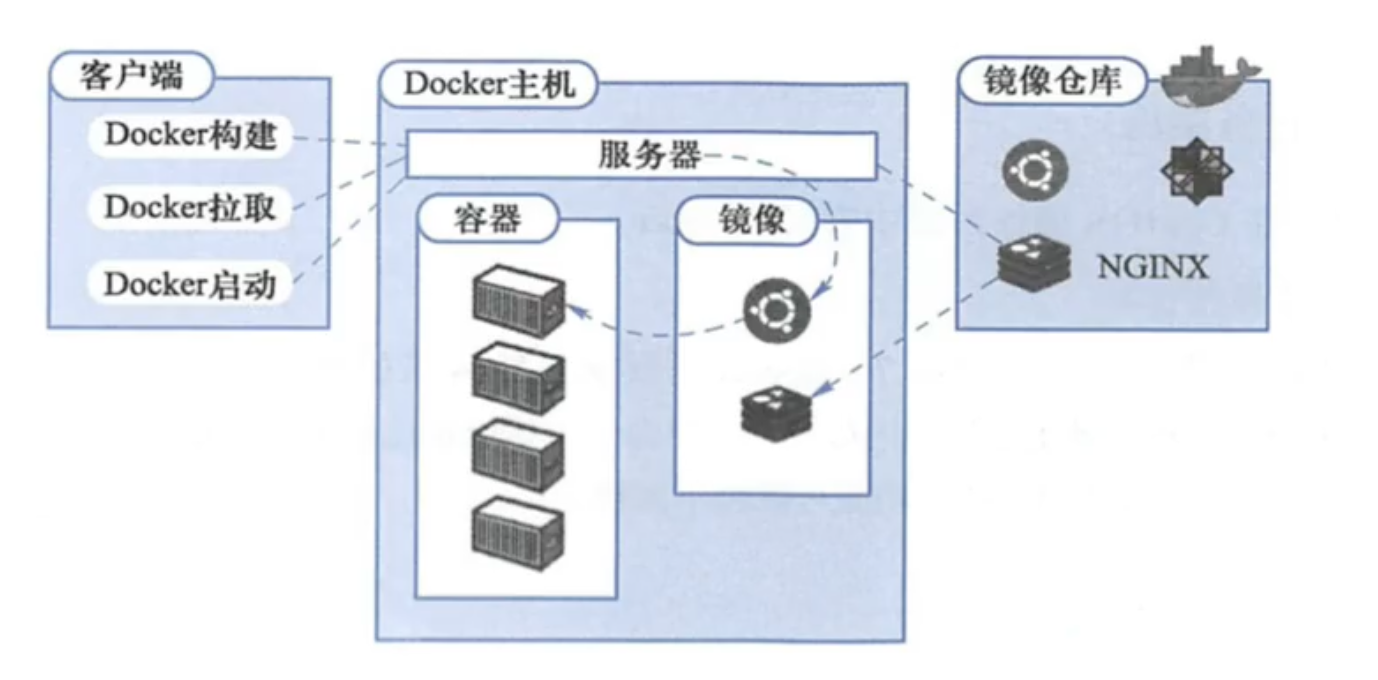 客户端
Docker构建
Docker拉取
Docker启动
Docker主机
服务器
容器
镜像
镜像仓库
NGINX